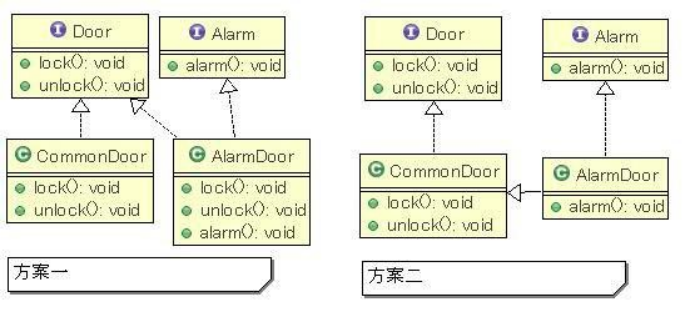 Door
lock(): void
unlock(): void
Alarm
alarm(): void
CommonDoor
lock(): void
unlock(): void
AlarmDoor
lock(): void
unlock(): void
alarm(): void
方案一
Door
lock(): void
unlock(): void
Alarm
alarm(): void
CommonDoor
lock(): void
unlock(): void
AlarmDoor
alarm(): void
方案二